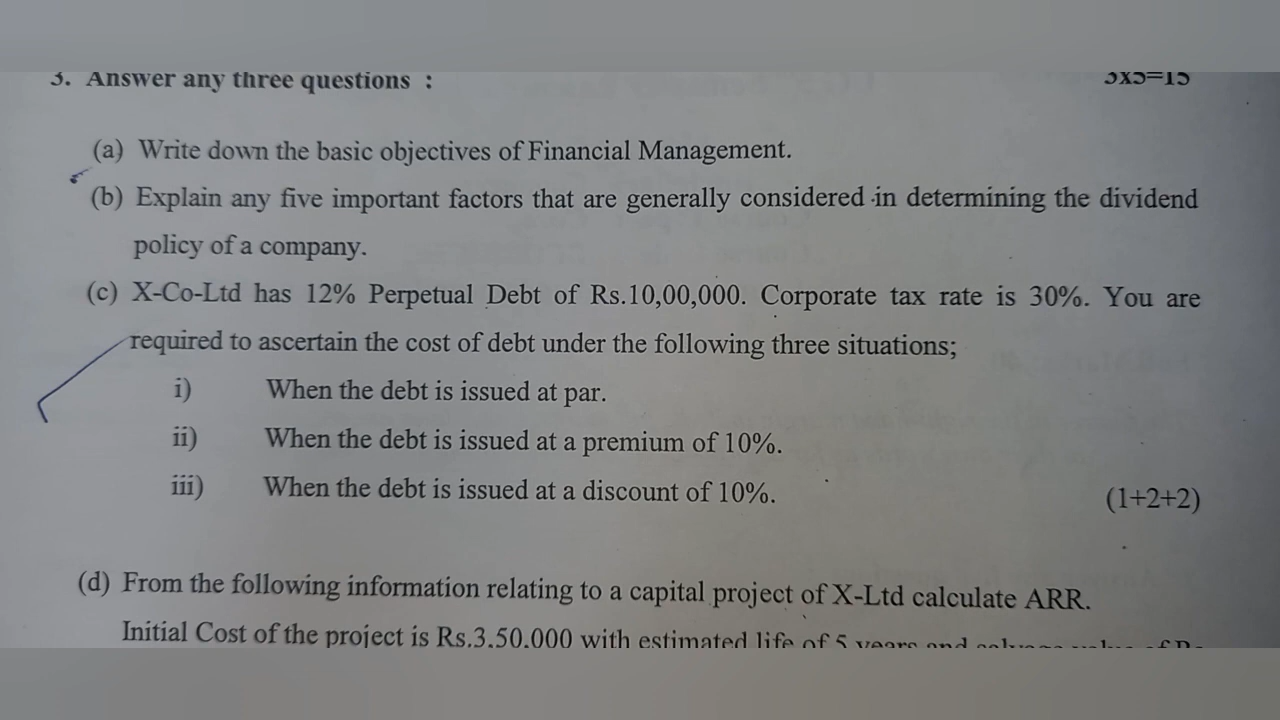 3. Answer any three questions : 3x5=15
(a) Write down the basic objectives of Financial Management.
(b) Explain any five important factors that are generally considered in determining the dividend
policy of a company.
(c) X-Co-Ltd has 12% Perpetual Debt of Rs.10,00,000. Corporate tax rate is 30%. You are
required to ascertain the cost of debt under the following three situations;
i) When the debt is issued at par.
ii) When the debt is issued at a premium of 10%.
iii) When the debt is issued at a discount of 10%. (1+2+2)
(d) From the following information relating to a capital project of X-Ltd calculate ARR.
Initial Cost of the project is Rs.3,50,000 with estimated life of 5 years and salvage value of